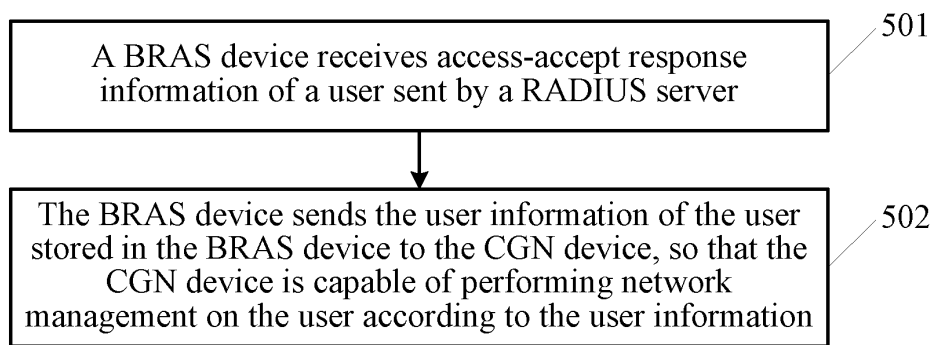 501
A BRAS device receives access-accept response
information of a user sent by a RADIUS server
502
The BRAS device sends the user information of the user
stored in the BRAS device to the CGN device, so that the
CGN device is capable of performing network
management on the user according to the user information